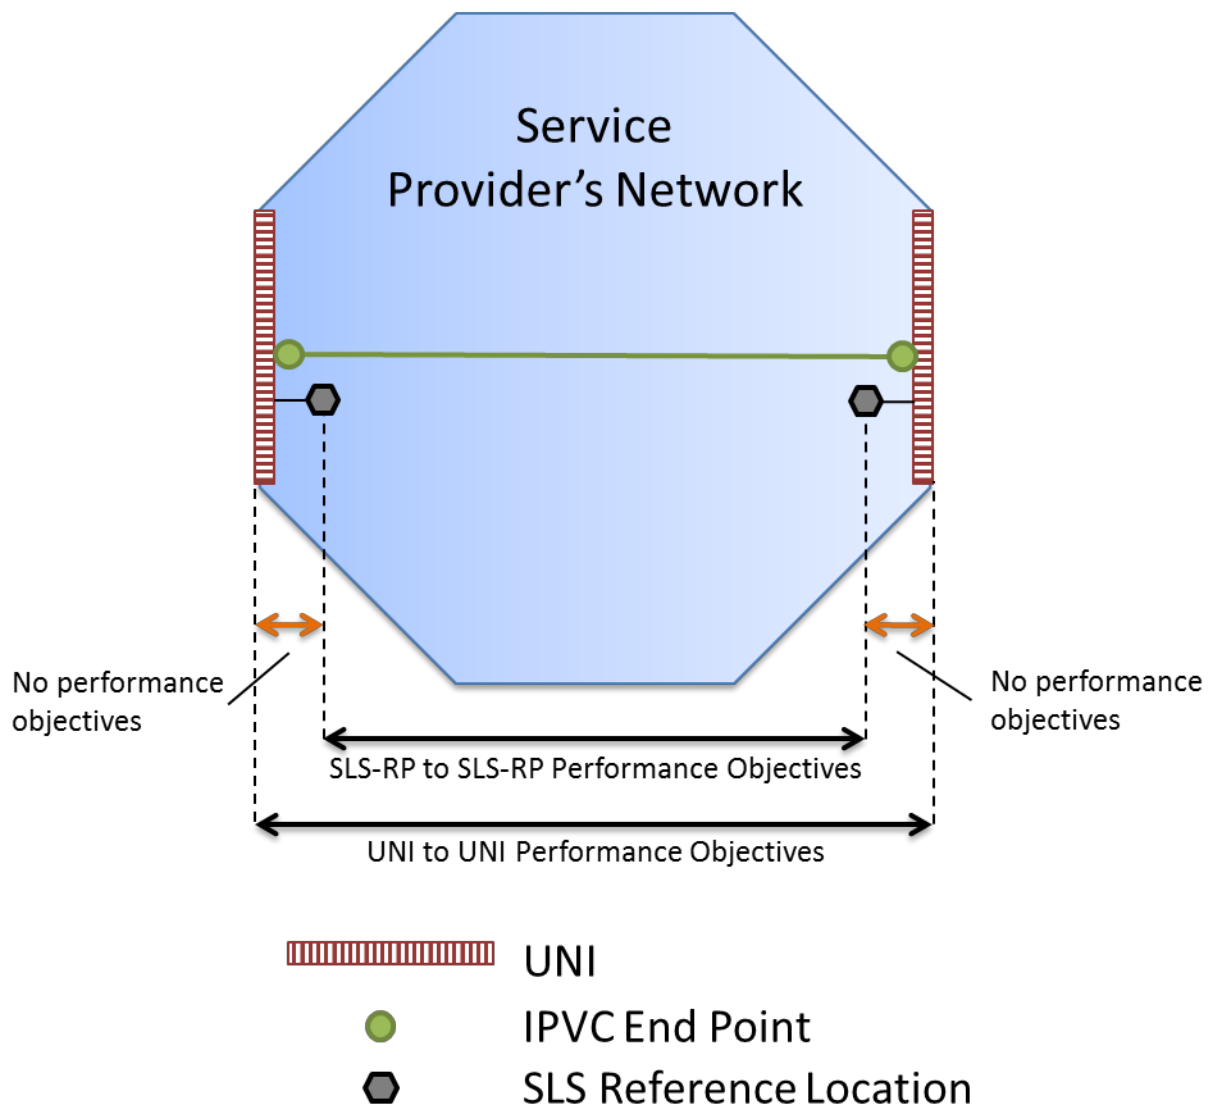 Service
Provider’s Network
No performance
objectives
No performance
objectives
SLS-RP to SLS-RP Performance Objectives
UNI to UNI Performance Objectives
UNI
IPVC End Point
SLS Reference Location